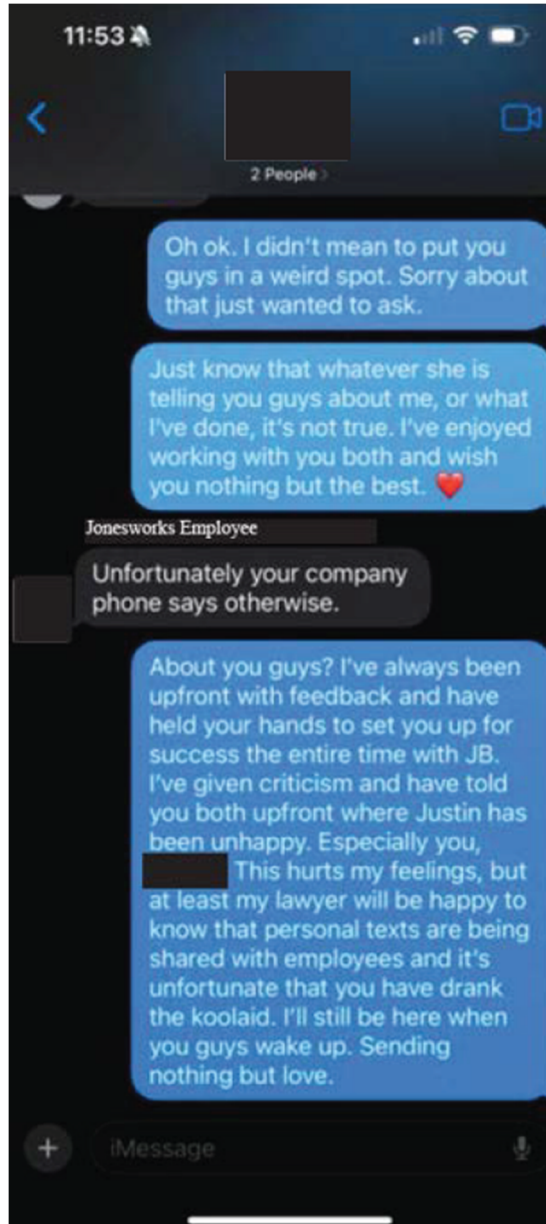 11:53
2 People
Oh ok. I didn't mean to put you
guys in a weird spot. Sorry about
that just wanted to ask.
Just know that whatever she is
telling you guys about me, or what
I've done, it's not true. I've enjoyed
working with you both and wish
you nothing but the best. ❤️
Jonesworks Employee
Unfortunately your company
phone says otherwise.
About you guys? I've always been
upfront with feedback and have
held your hands to set you up for
success the entire time with JB.
I've given criticism and have told
you both upfront where Justin has
been unhappy. Especially you,
This hurts my feelings, but
at least my lawyer will be happy to
know that personal texts are being
shared with employees and it's
unfortunate that you have drank
the koolaid. I'll still be here when
you guys wake up. Sending
nothing but love.
iMessage